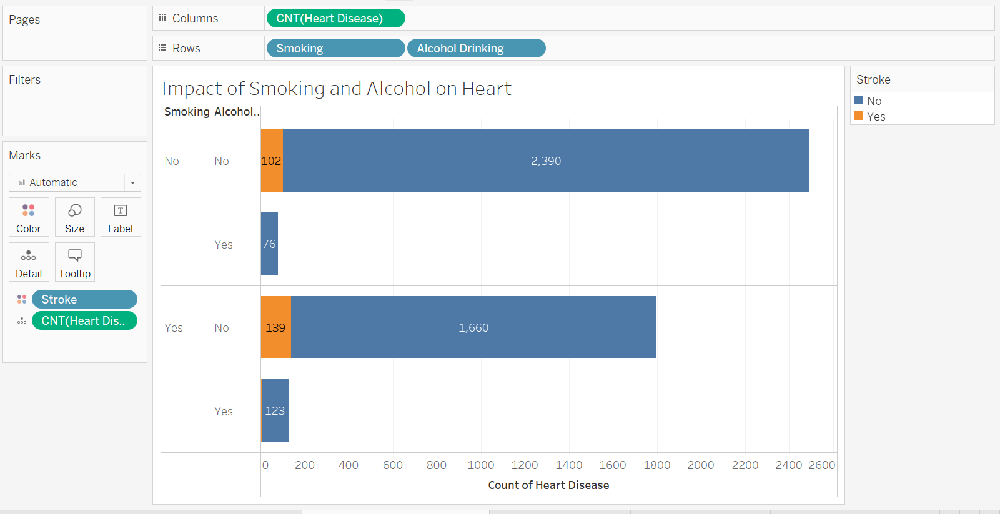 Pages
Columns
CNT(Heart Disease)
Rows
Smoking
Alcohol Drinking
Filters
Marks
Automatic
Color
Size
Label
Detail
Tooltip
Stroke
CNT(Heart Dis..
Impact of Smoking and Alcohol on Heart
Smoking Alcohol..
No No 102 2,390
Yes 76
Yes No 139 1,660
Yes 123
0 200 400 600 800 1000 1200 1400 1600 1800 2000 2200 2400 2600
Count of Heart Disease
Stroke
No
Yes